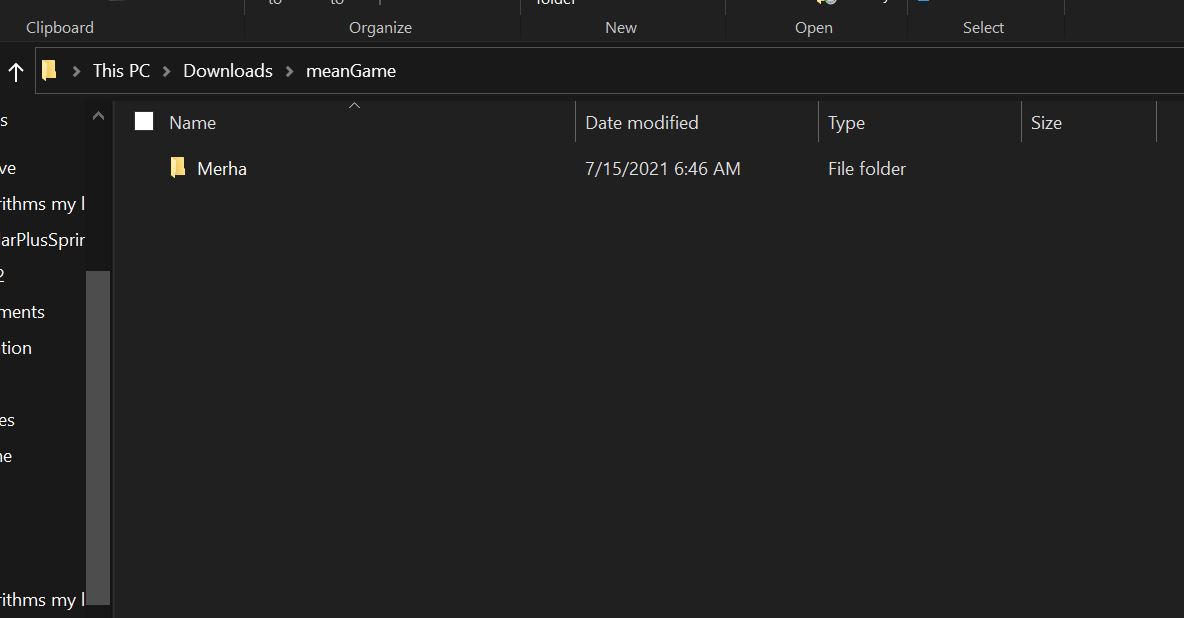 Clipboard Organize New Open Select
This PC Downloads meanGame
Name Date modified Type Size
Merha 7/15/2021 6:46 AM File folder
s
ve
rithms my l
arPlusSprin
2
ments
tion
es
ne
rithms my l